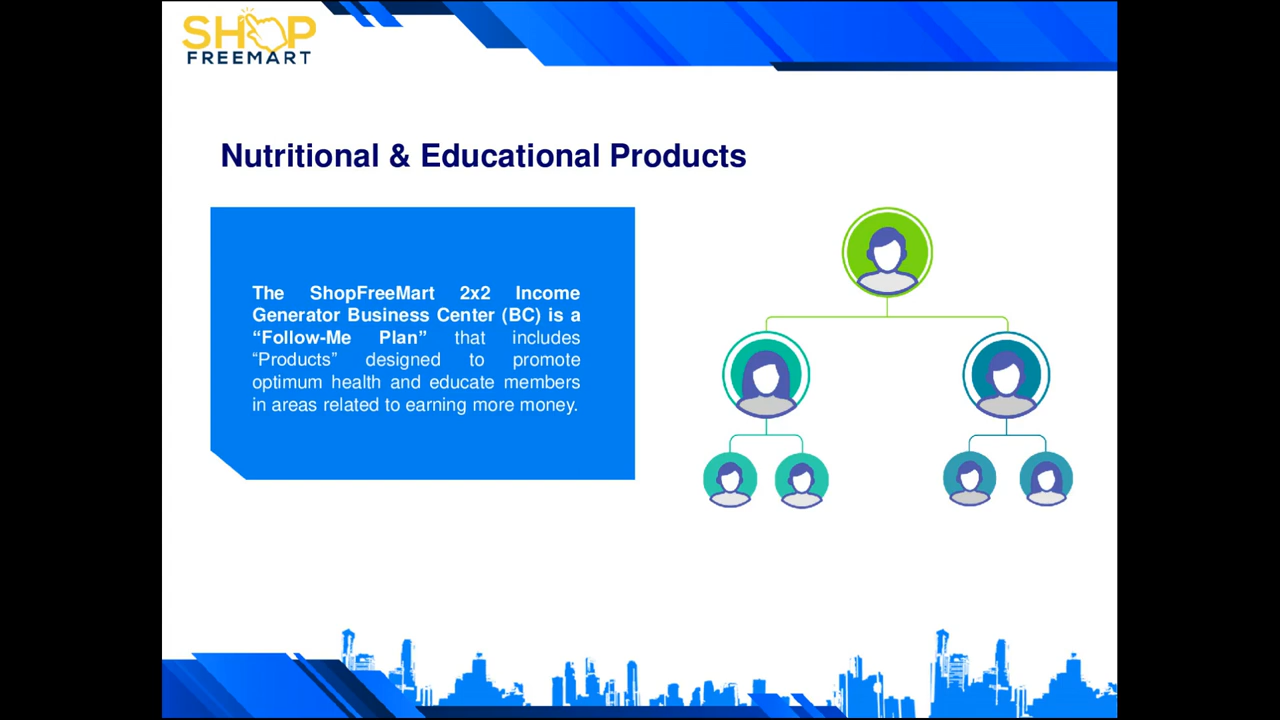 SHOP
FREEMART
Nutritional & Educational Products
The ShopFreeMart 2x2 Income
Generator Business Center (BC) is a
“Follow-Me Plan” that includes
“Products” designed to promote
optimum health and educate members
in areas related to earning more money.